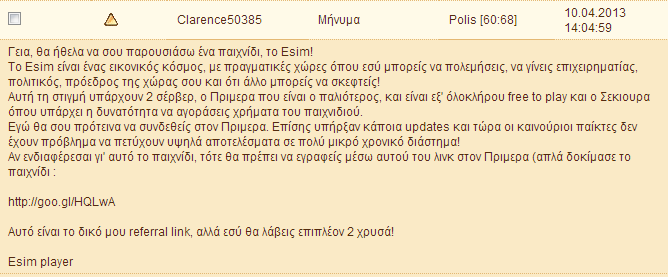 Clarence50385 Μήνυμα Polis [60:68] 10.04.2013
14:04:59
Γεια, θα ήθελα να σου παρουσιάσω ένα παιχνίδι, το Esim!
Το Esim είναι ένας εικονικός κόσμος, με πραγματικές χώρες όπου εσύ μπορείς να πολεμήσεις, να γίνεις επιχειρηματίας,
πολιτικός, πρόεδρος της χώρας σου και ότι άλλο μπορείς να σκεφτείς!
Αυτή τη στιγμή υπάρχουν 2 σέρβερ, ο Πριμερα που είναι ο παλιότερος, και είναι εξ' όλοκλήρου free to play και ο Σεκιουρα
όπου υπάρχει η δυνατότητα να αγοράσεις χρήματα του παιχνιδιού.
Εγώ θα σου πρότεινα να συνδεθείς στον Πριμερα. Επίσης υπήρξαν κάποια updates και τώρα οι καινούριοι παίκτες δεν
έχουν πρόβλημα να πετύχουν υψηλά αποτελέσματα σε πολύ μικρό χρονικό διάστημα!
Αν ενδιαφέρεσαι γι' αυτό το παιχνίδι, τότε θα πρέπει να εγραφείς μέσω αυτού του λινκ στον Πριμερα (απλά δοκίμασε το
παιχνίδι :
http://goo.gl/HQLwA
Αυτό είναι το δικό μου referral link, αλλά εσύ θα λάβεις επιπλέον 2 χρυσά!
Esim player